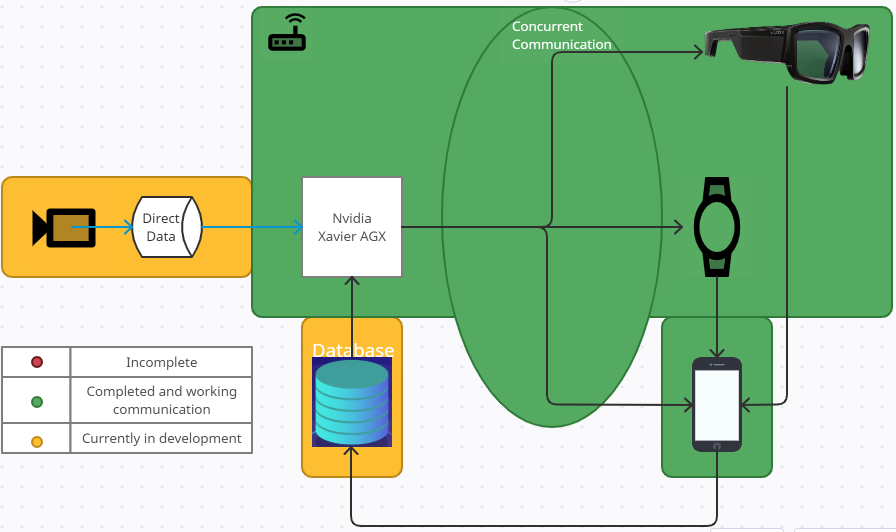 Concurrent
Communication
Direct
Data
Nvidia
Xavier AGX
Database
Incomplete
Completed and working
communication
Currently in development